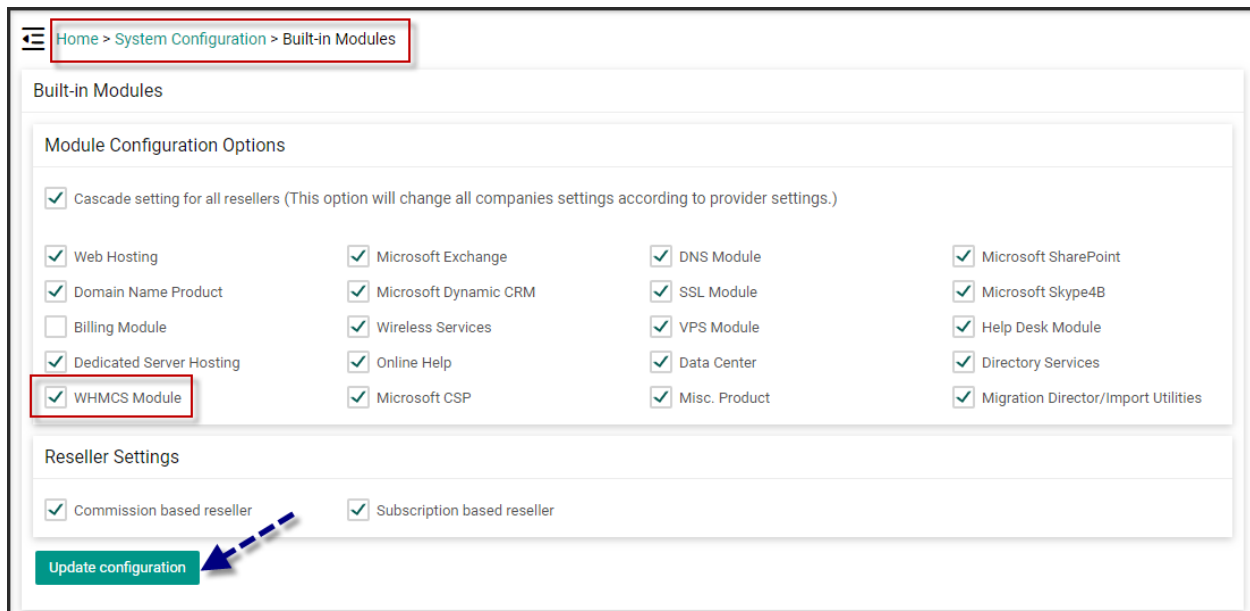 Home > System Configuration > Built-in Modules
Built-in Modules
Module Configuration Options
Cascade setting for all resellers (This option will change all companies settings according to provider settings.)
Web Hosting Microsoft Exchange DNS Module Microsoft SharePoint
Domain Name Product Microsoft Dynamic CRM SSL Module Microsoft Skype4B
Billing Module Wireless Services VPS Module Help Desk Module
Dedicated Server Hosting Online Help Data Center Directory Services
WHMCS Module Microsoft CSP Misc. Product Migration Director/Import Utilities
Reseller Settings
Commission based reseller Subscription based reseller
Update configuration